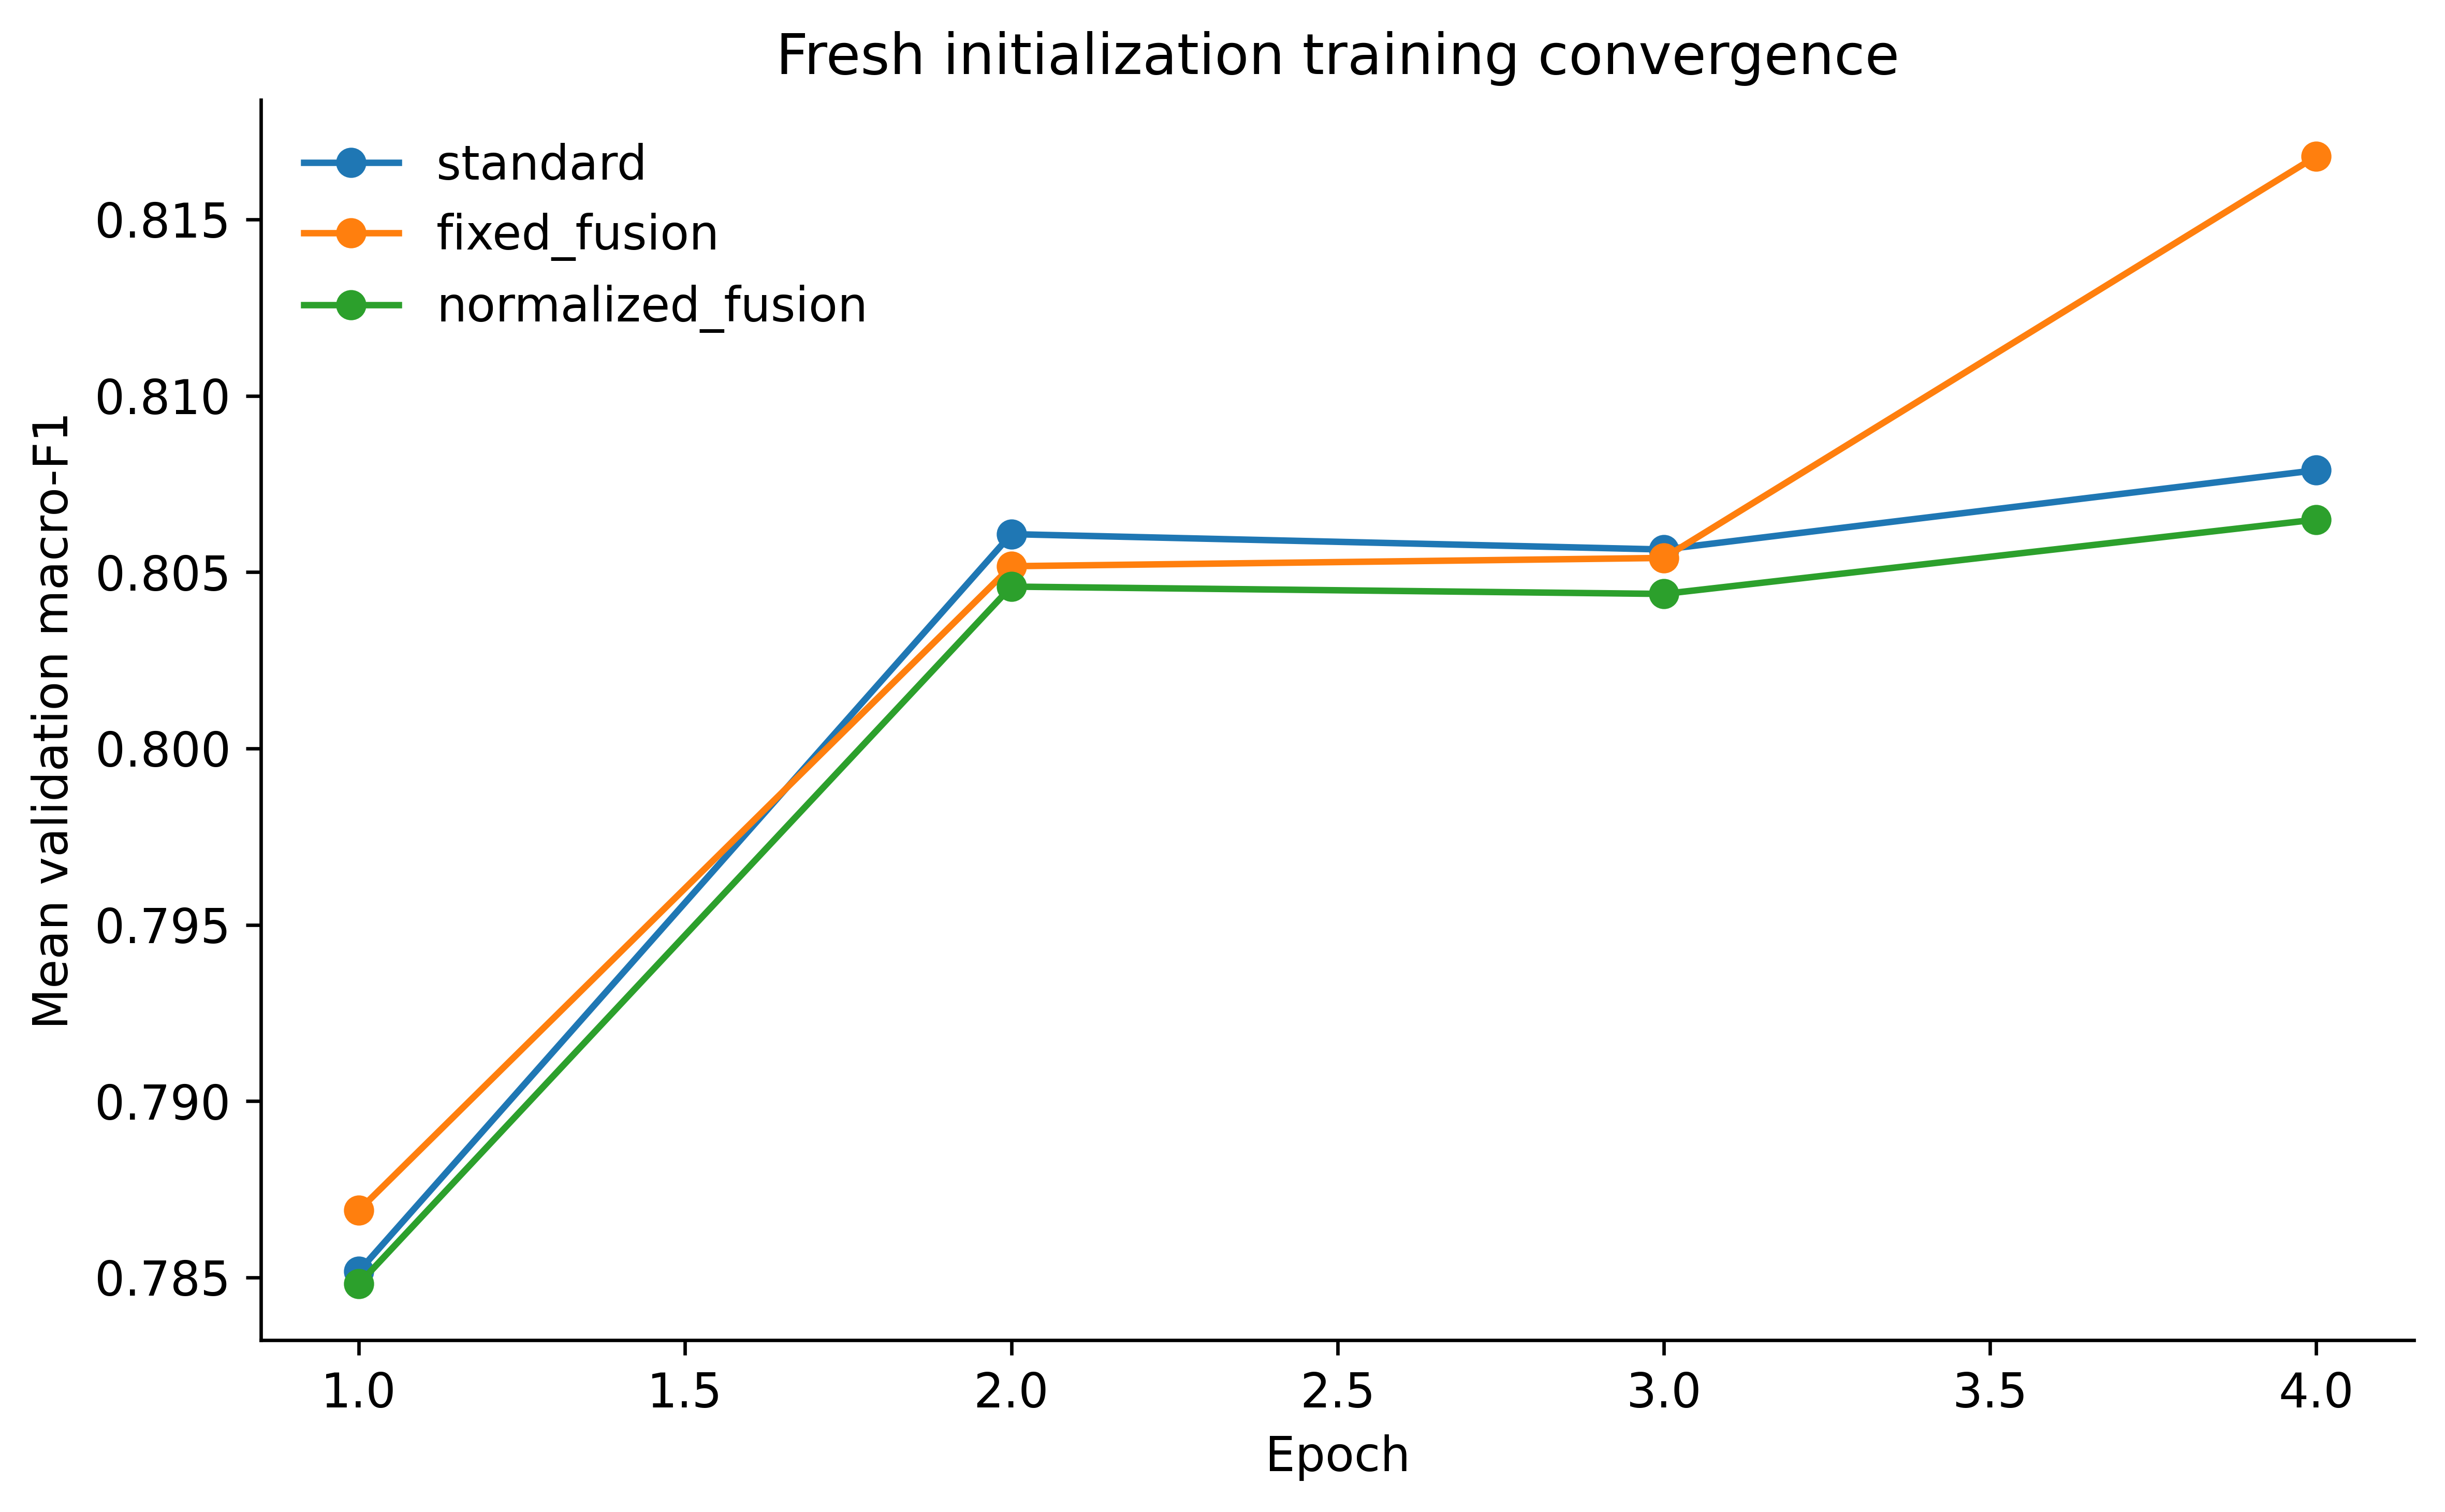 Fresh initialization training convergence
standard
fixed_fusion
normalized_fusion
Mean validation macro-F1
0.815
0.810
0.805
0.800
0.795
0.790
0.785
1.0 1.5 2.0 2.5 3.0 3.5 4.0
Epoch